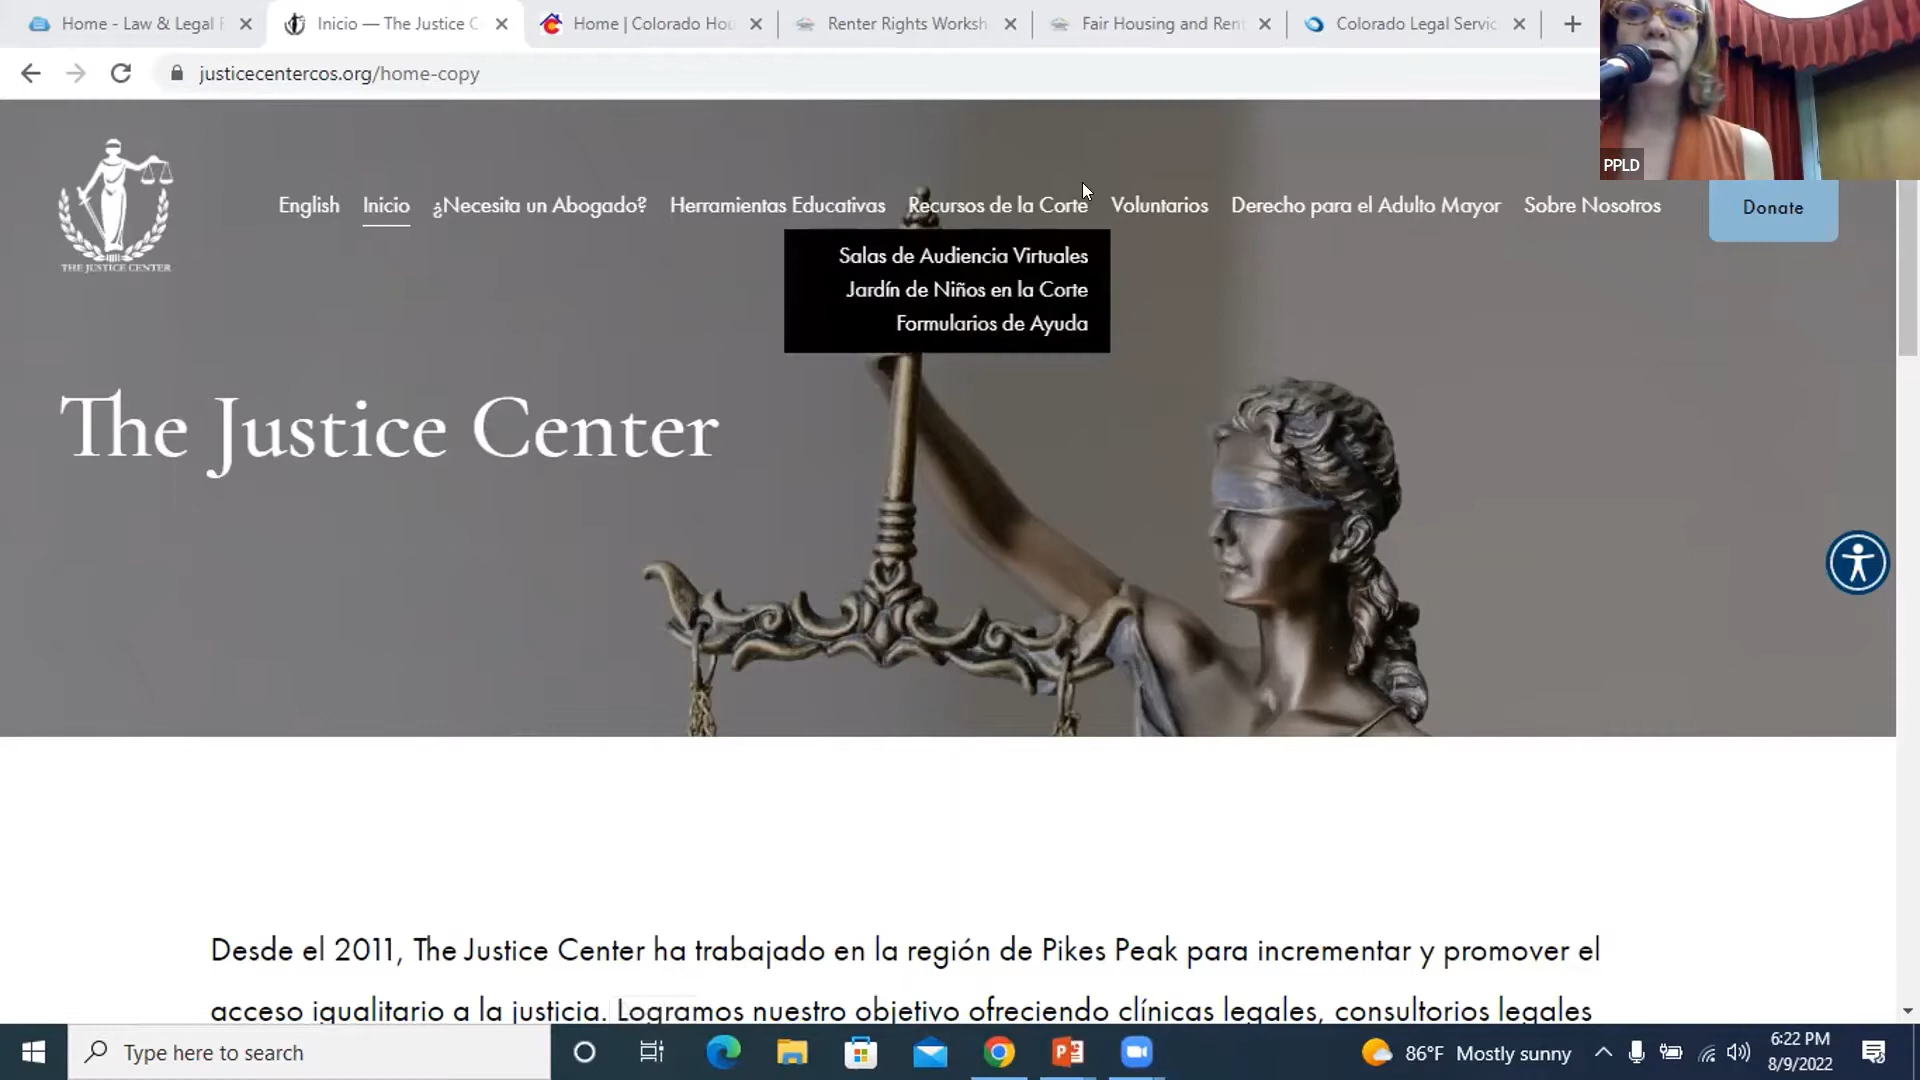 Home - Law & Legal
Inicio — The Justice C
Home | Colorado Hou
Renter Rights Worksh
Fair Housing and Rent
Colorado Legal Servic
justicecentercos.org/home-copy
PPLD
THE JUSTICE CENTER
English
Inicio
¿Necesita un Abogado?
Herramientas Educativas
Recursos de la Corte
Voluntarios
Derecho para el Adulto Mayor
Sobre Nosotros
Donate
Salas de Audiencia Virtuales
Jardín de Niños en la Corte
Formularios de Ayuda
The Justice Center
Desde el 2011, The Justice Center ha trabajado en la región de Pikes Peak para incrementar y promover el
acceso igualitario a la justicia. Logramos nuestro objetivo ofreciendo clínicas legales, consultorios legales
Type here to search
86°F Mostly sunny
6:22 PM
8/9/2022